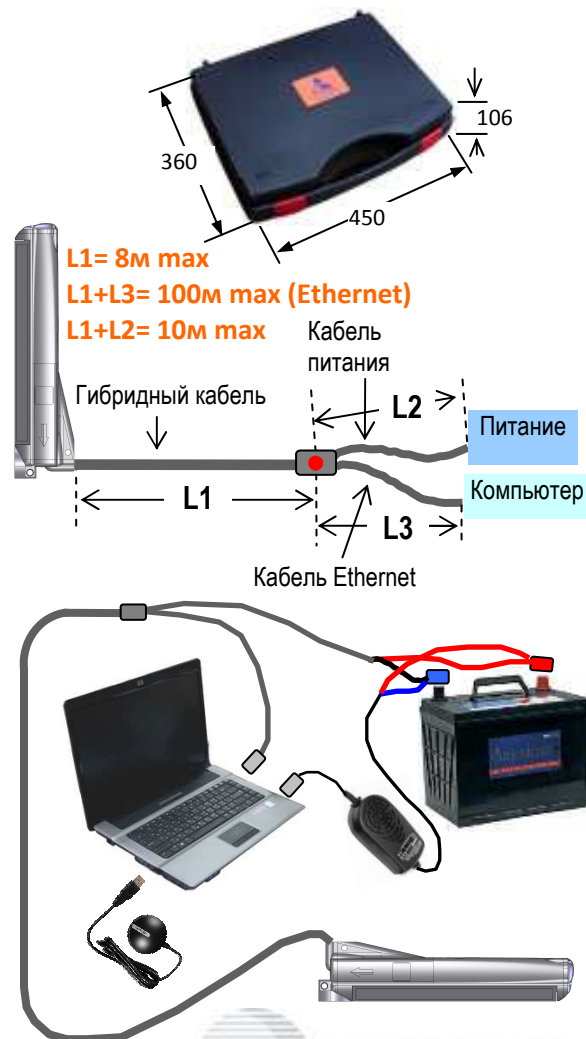 106
360
450
L1= 8м max
L1+L3= 100м max (Ethernet)
L1+L2= 10м max
Кабель
питания
Гибридный кабель
L2
Питание
L1
Компьютер
L3
Кабель Ethernet